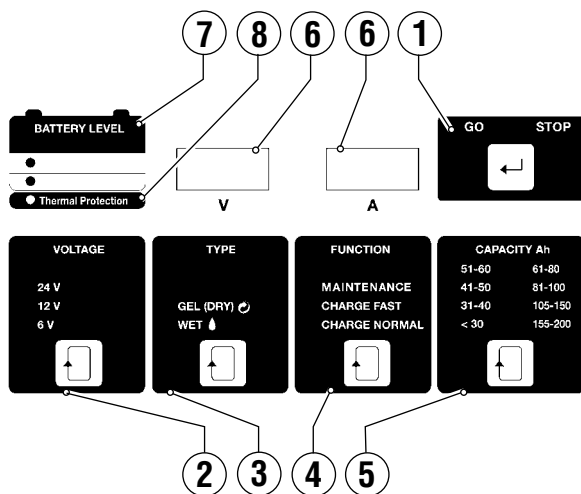 7 8 6 6 1
BATTERY LEVEL
Thermal Protection
V
A
GO STOP
VOLTAGE
24 V
12 V
6 V
TYPE
GEL (DRY)
WET
FUNCTION
MAINTENANCE
CHARGE FAST
CHARGE NORMAL
CAPACITY Ah
51-60 61-80
41-50 81-100
31-40 105-150
< 30 155-200
2 3 4 5